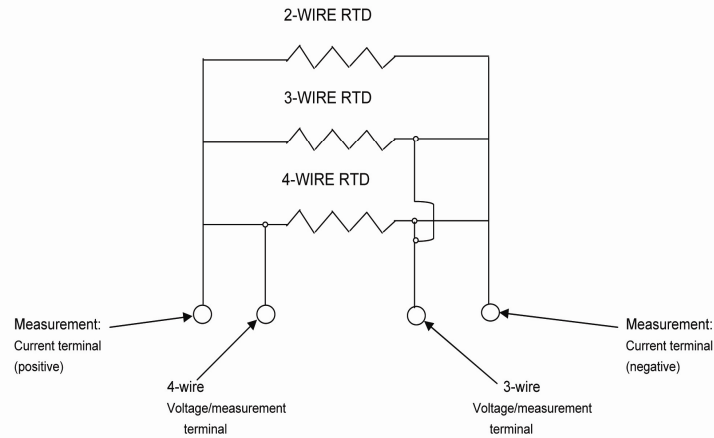 2-WIRE RTD
3-WIRE RTD
4-WIRE RTD
Measurement:
Current terminal
(positive)
4-wire
Voltage/measurement
terminal
3-wire
Voltage/measurement
terminal
Measurement:
Current terminal
(negative)